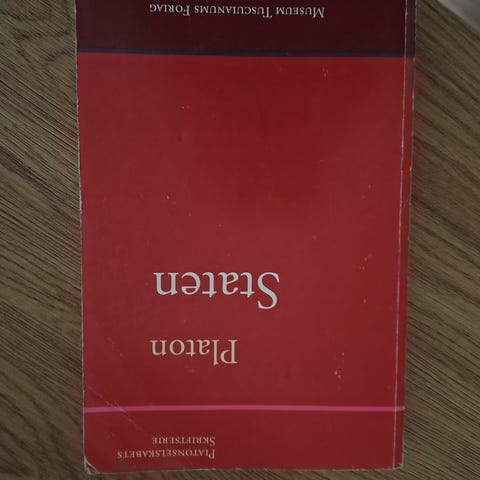 PLATONSELSKABETS
SKRIFTSERIE
Platon
Staten
MUSEUM TUSCULANUMS FORLAG